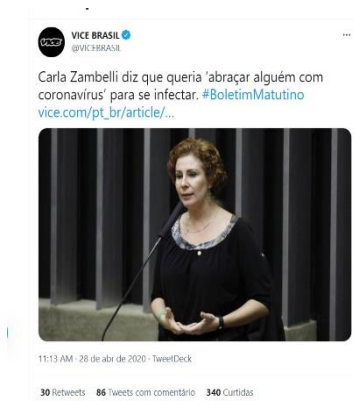 VICE BRASIL
@VICEBRASIL
Carla Zambelli diz que queria 'abraçar alguém com
coronavírus' para se infectar. #BoletimMatutino
vice.com/pt_br/article/...
11:13 AM · 28 de abr de 2020 · TweetDeck
30 Retweets 86 Tweets com comentário 340 Curtidas